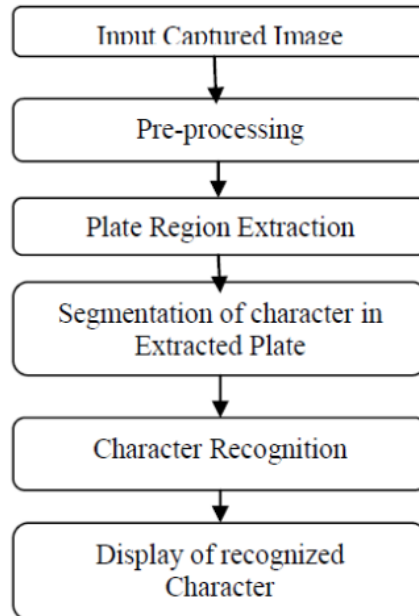 Input Captured Image
Pre-processing
Plate Region Extraction
Segmentation of character in
Extracted Plate
Character Recognition
Display of recognized
Character